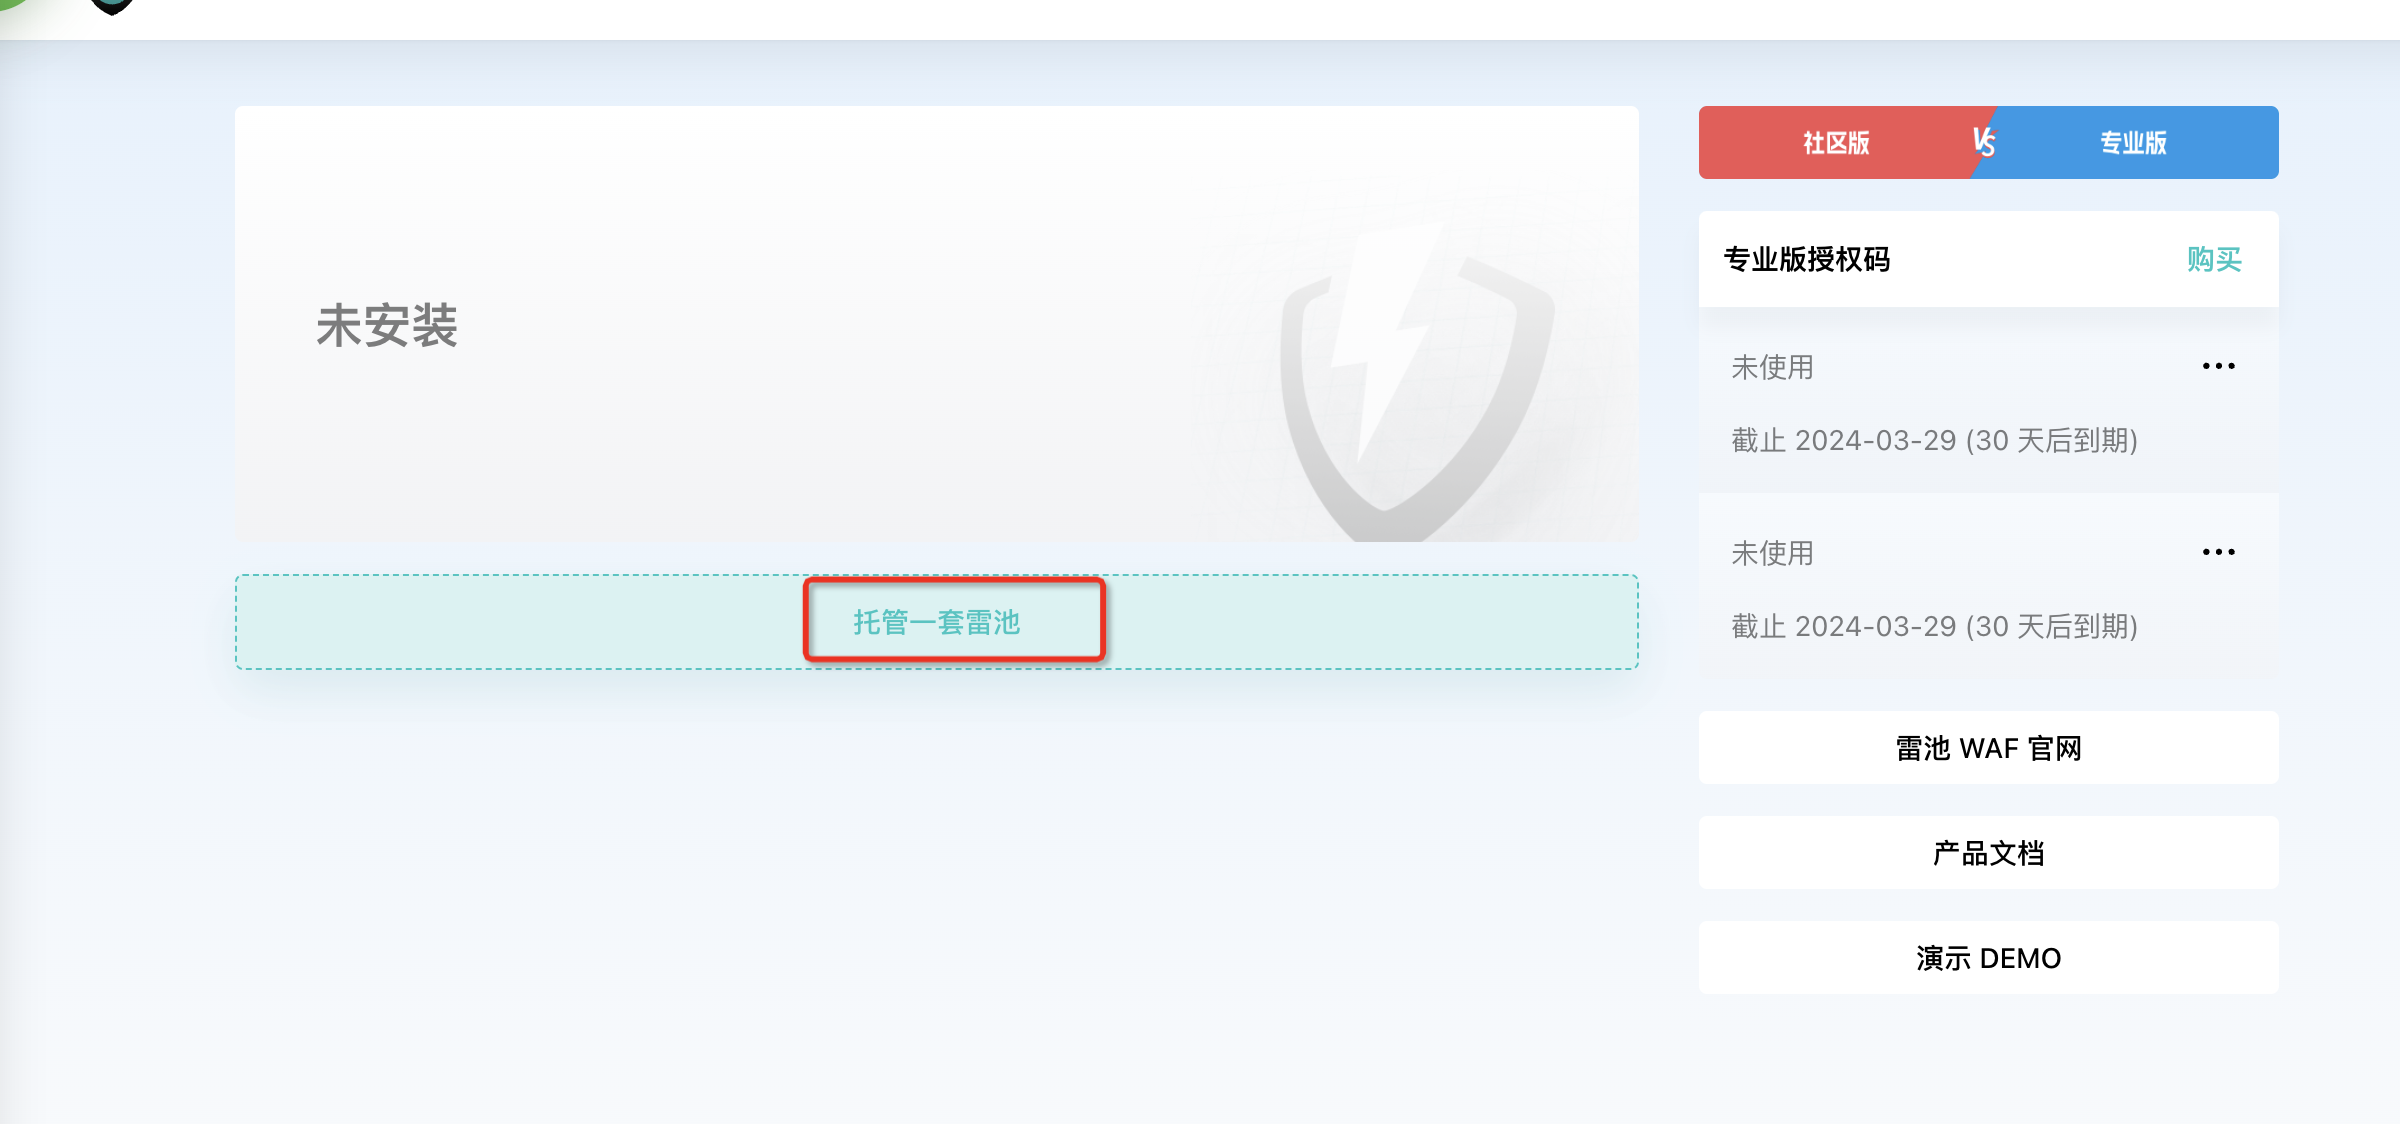 未安装
托管一套雷池
社区版 VS 专业版
专业版授权码 购买
未使用
截止 2024-03-29 (30 天后到期)
未使用
截止 2024-03-29 (30 天后到期)
雷池 WAF 官网
产品文档
演示 DEMO